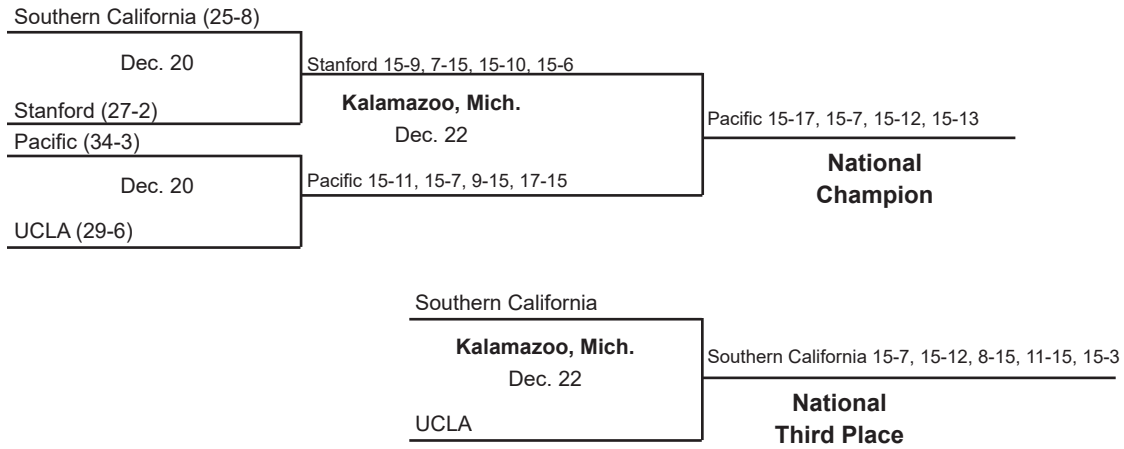 Southern California (25-8)
Dec. 20
Stanford (27-2)
Stanford 15-9, 7-15, 15-10, 15-6
Pacific (34-3)
Dec. 20
UCLA (29-6)
Pacific 15-11, 15-7, 9-15, 17-15
Kalamazoo, Mich.
Dec. 22
Pacific 15-17, 15-7, 15-12, 15-13
National
Champion
Southern California
Kalamazoo, Mich.
Dec. 22
UCLA
Southern California 15-7, 15-12, 8-15, 11-15, 15-3
National
Third Place